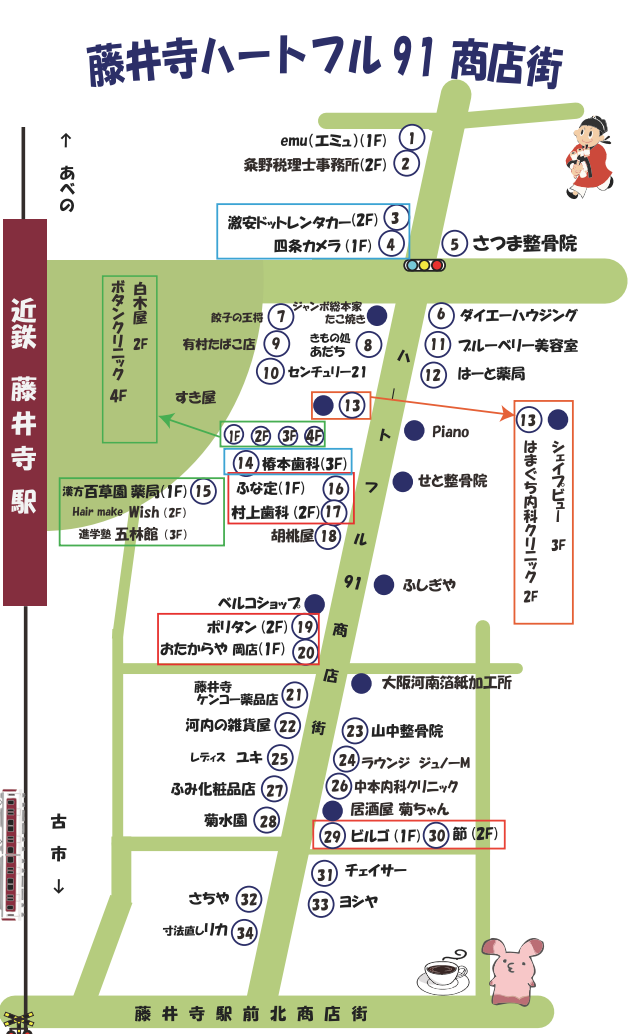 藤井寺ハートフル91商店街
↑ あべの
emu(エミュ)(1F) 1
粂野税理士事務所(2F) 2
激安ドットレンタカー(2F) 3
四条カメラ(1F) 4
5 さつま整骨院
近鉄 藤井寺駅
白木屋 2F
ボタンクリニック 4F
餃子の王将 7
ジャンボ総本家
たこ焼き
6 ダイエーハウジング
有村たばこ店 9
きもの処
あだち 8
11 ブルーベリー美容室
10 センチュリー21
12 はーと薬局
すき屋
13
13
シェイプビュー 3F
はまぐち内科クリニック 2F
1F 2F 3F 4F
Piano
14 椿本歯科(3F)
漢方百草園 薬局(1F) 15
Hair make Wish (2F)
進学塾 五林館 (3F)
ふな定(1F) 16
村上歯科 (2F) 17
胡桃屋 18
せと整骨院
ハートフル91商店街
ふしぎや
ベルコショップ
ポリタン(2F) 19
おたからや 岡店(1F) 20
大阪河南箔紙加工所
藤井寺
ケンコー薬品店 21
河内の雑貨屋 22
23 山中整骨院
レディス ユキ 25
24 ラウンジ ジュノーM
ふみ化粧品店 27
26 中本内科クリニック
居酒屋 菊ちゃん
菊水園 28
29 ビルゴ(1F) 30 節(2F)
古市 ↓
31 チェイサー
さちや 32
33 ヨシヤ
寸法直しリカ 34
藤井寺駅前北商店街